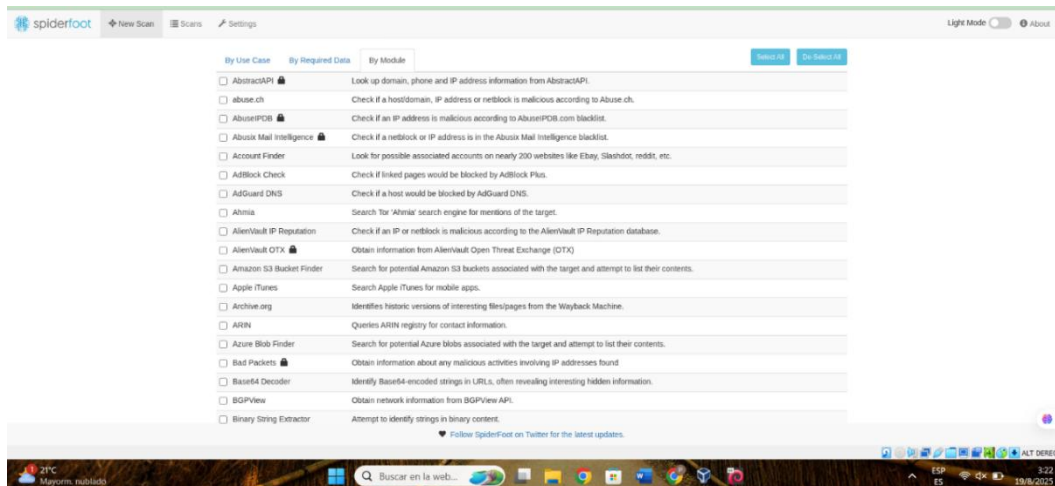 spiderfoot New Scan Scans Settings Light Mode About
By Use Case By Required Data By Module Select All De-Select All
AbstractAPI Look up domain, phone and IP address information from AbstractAPI.
abuse.ch Check if a host/domain, IP address or netblock is malicious according to Abuse.ch.
AbuseIPDB Check if an IP address is malicious according to AbuseIPDB.com blacklist.
Abusix Mail Intelligence Check if a netblock or IP address is in the Abusix Mail Intelligence blacklist.
Account Finder Look for possible associated accounts on nearly 200 websites like Ebay, Slashdot, reddit, etc.
AdBlock Check Check if linked pages would be blocked by AdBlock Plus.
AdGuard DNS Check if a host would be blocked by AdGuard DNS.
Ahmia Search Tor 'Ahmia' search engine for mentions of the target.
AlienVault IP Reputation Check if an IP or netblock is malicious according to the AlienVault IP Reputation database.
AlienVault OTX Obtain information from AlienVault Open Threat Exchange (OTX)
Amazon S3 Bucket Finder Search for potential Amazon S3 buckets associated with the target and attempt to list their contents.
Apple iTunes Search Apple iTunes for mobile apps.
Archive.org Identifies historic versions of interesting files/pages from the Wayback Machine.
ARIN Queries ARIN registry for contact information.
Azure Blob Finder Search for potential Azure blobs associated with the target and attempt to list their contents.
Bad Packets Obtain information about any malicious activities involving IP addresses found
Base64 Decoder Identify Base64-encoded strings in URLs, often revealing interesting hidden information.
BGPView Obtain network information from BGPView API.
Binary String Extractor Attempt to identify strings in binary content.
Follow SpiderFoot on Twitter for the latest updates.
ALT DEREC
1 21°C Buscar en la web... ESP 3:22
Mayorm. nublado ES 19/8/2025